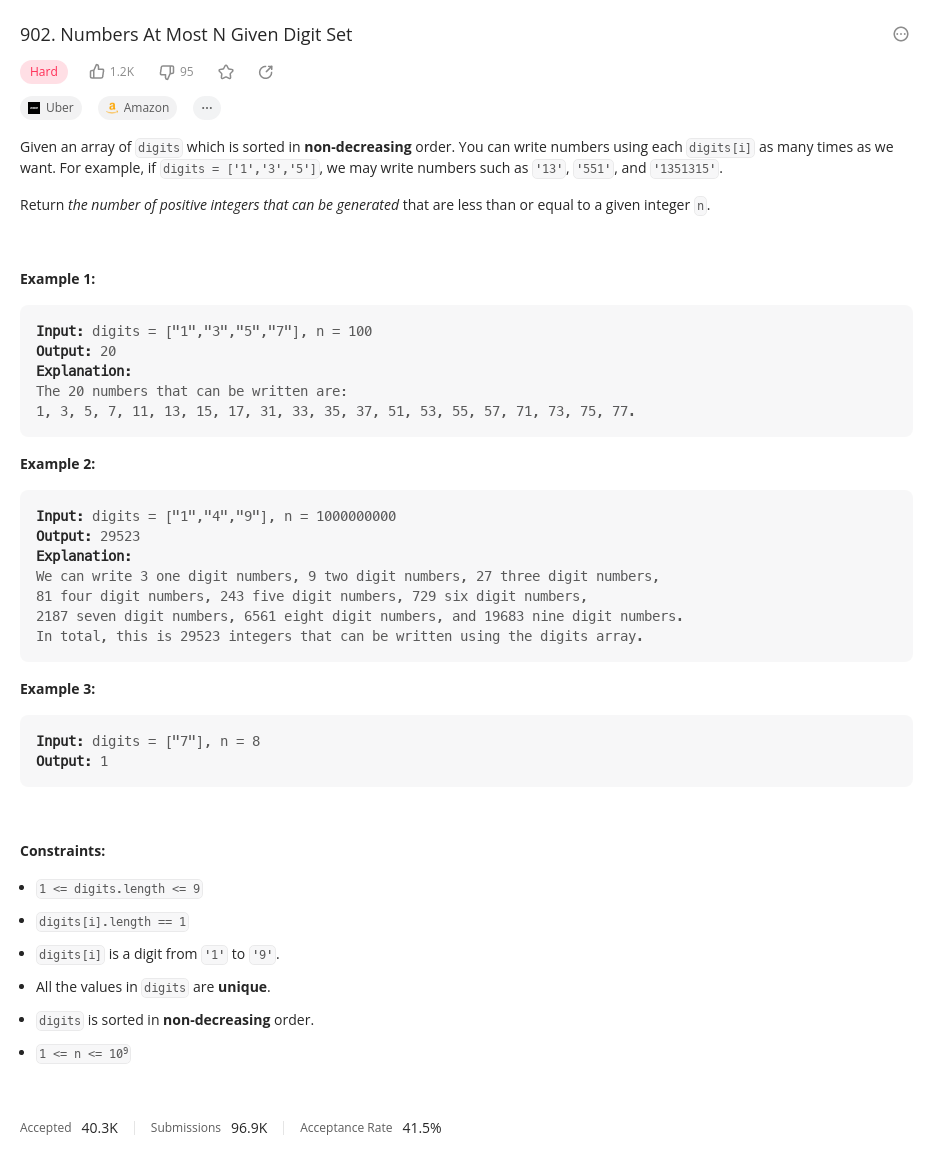 902. Numbers At Most N Given Digit Set
Hard 1.2K 95
Uber Amazon
Given an array of digits which is sorted in non-decreasing order. You can write numbers using each digits[i] as many times as we
want. For example, if digits = ['1','3','5'], we may write numbers such as '13', '551', and '1351315'.
Return the number of positive integers that can be generated that are less than or equal to a given integer n.
Example 1:
Input: digits = ["1","3","5","7"], n = 100
Output: 20
Explanation:
The 20 numbers that can be written are:
1, 3, 5, 7, 11, 13, 15, 17, 31, 33, 35, 37, 51, 53, 55, 57, 71, 73, 75, 77.
Example 2:
Input: digits = ["1","4","9"], n = 1000000000
Output: 29523
Explanation:
We can write 3 one digit numbers, 9 two digit numbers, 27 three digit numbers,
81 four digit numbers, 243 five digit numbers, 729 six digit numbers,
2187 seven digit numbers, 6561 eight digit numbers, and 19683 nine digit numbers.
In total, this is 29523 integers that can be written using the digits array.
Example 3:
Input: digits = ["7"], n = 8
Output: 1
Constraints:
1 <= digits.length <= 9
digits[i].length == 1
digits[i] is a digit from '1' to '9'.
All the values in digits are unique.
digits is sorted in non-decreasing order.
1 <= n <= 10⁹
Accepted 40.3K Submissions 96.9K Acceptance Rate 41.5%